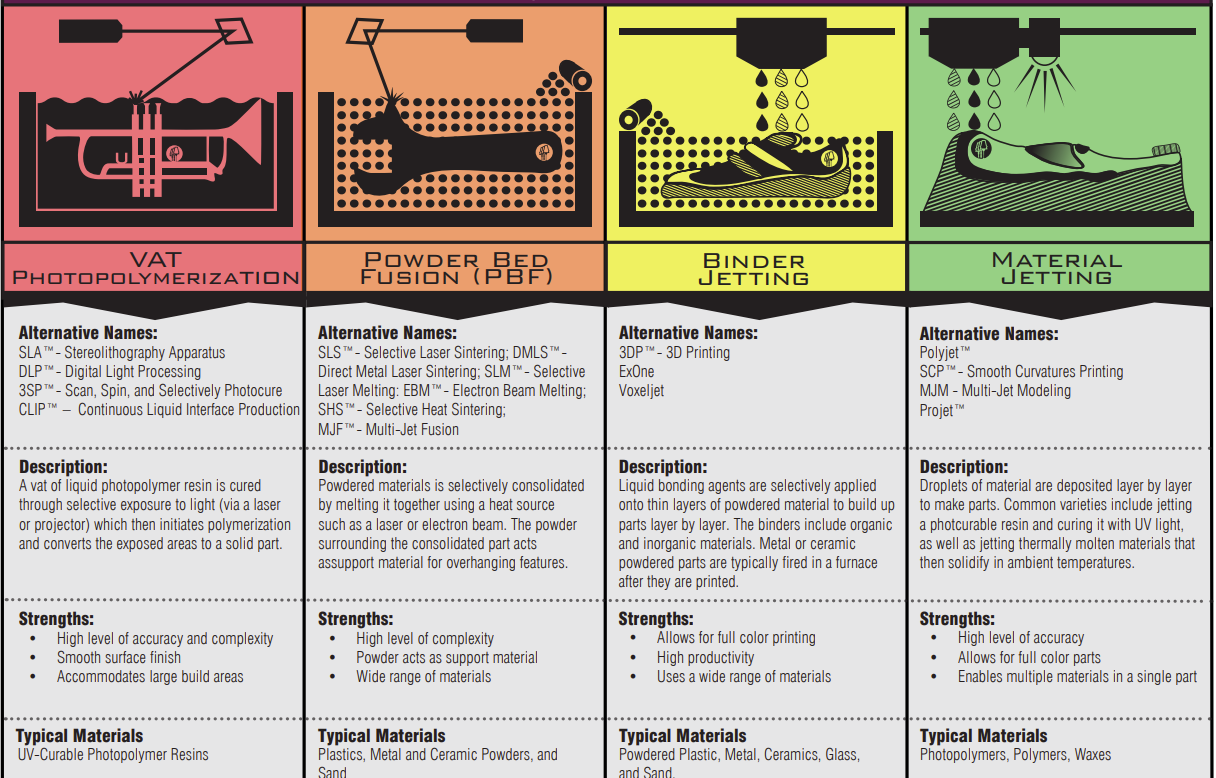 VAT
PHOTOPOLYMERIZATION
Alternative Names:
SLA™ - Stereolithography Apparatus
DLP™ - Digital Light Processing
3SP™ - Scan, Spin, and Selectively Photocure
CLIP™ – Continuous Liquid Interface Production
Description:
A vat of liquid photopolymer resin is cured
through selective exposure to light (via a laser
or projector) which then initiates polymerization
and converts the exposed areas to a solid part.
Strengths:
• High level of accuracy and complexity
• Smooth surface finish
• Accommodates large build areas
Typical Materials
UV-Curable Photopolymer Resins
POWDER BED
FUSION (PBF)
Alternative Names:
SLS™ - Selective Laser Sintering; DMLS™ -
Direct Metal Laser Sintering; SLM™ - Selective
Laser Melting: EBM™ - Electron Beam Melting;
SHS™ - Selective Heat Sintering;
MJF™ - Multi-Jet Fusion
Description:
Powdered materials is selectively consolidated
by melting it together using a heat source
such as a laser or electron beam. The powder
surrounding the consolidated part acts
assupport material for overhanging features.
Strengths:
• High level of complexity
• Powder acts as support material
• Wide range of materials
Typical Materials
Plastics, Metal and Ceramic Powders, and
Sand
BINDER
JETTING
Alternative Names:
3DP™ - 3D Printing
ExOne
Voxeljet
Description:
Liquid bonding agents are selectively applied
onto thin layers of powdered material to build up
parts layer by layer. The binders include organic
and inorganic materials. Metal or ceramic
powdered parts are typically fired in a furnace
after they are printed.
Strengths:
• Allows for full color printing
• High productivity
• Uses a wide range of materials
Typical Materials
Powdered Plastic, Metal, Ceramics, Glass,
and Sand.
MATERIAL
JETTING
Alternative Names:
Polyjet™
SCP™ - Smooth Curvatures Printing
MJM - Multi-Jet Modeling
Projet™
Description:
Droplets of material are deposited layer by layer
to make parts. Common varieties include jetting
a photcurable resin and curing it with UV light,
as well as jetting thermally molten materials that
then solidify in ambient temperatures.
Strengths:
• High level of accuracy
• Allows for full color parts
• Enables multiple materials in a single part
Typical Materials
Photopolymers, Polymers, Waxes